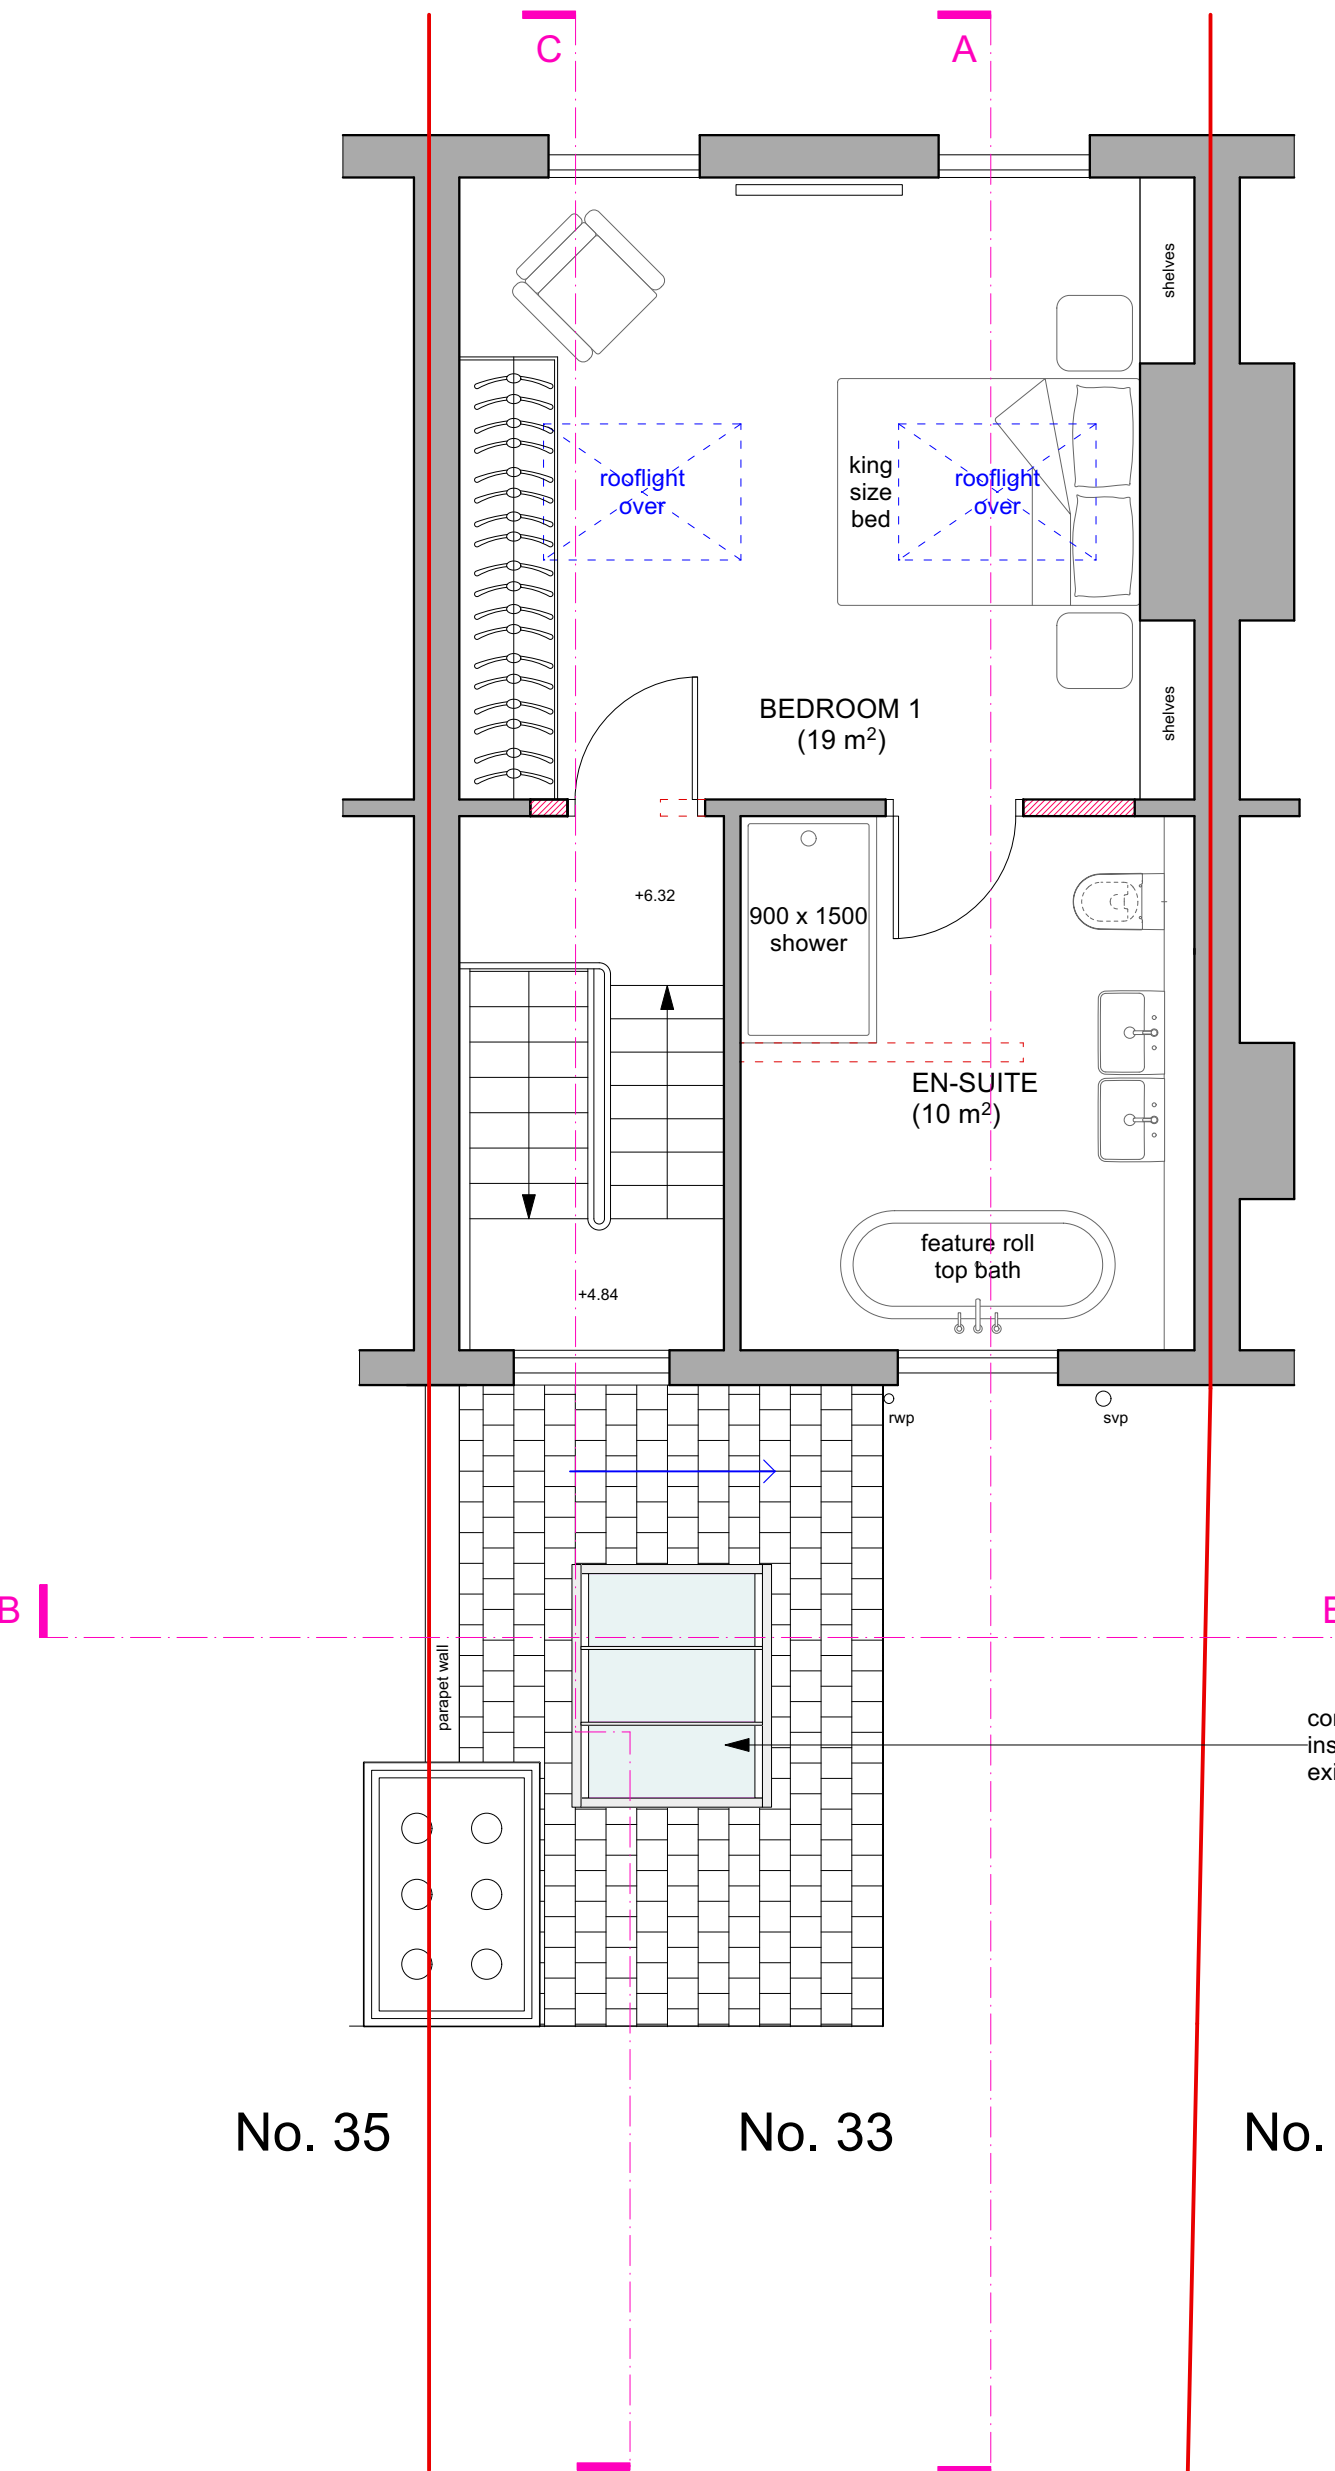 C
A
shelves
king
size
bed
rooflight
over
rooflight
over
BEDROOM 1
(19 m²)
shelves
+6.32
900 x 1500
shower
EN-SUITE
(10 m²)
feature roll
top bath
+4.84
rwp
svp
B
parapet wall
No. 35
No. 33
No.